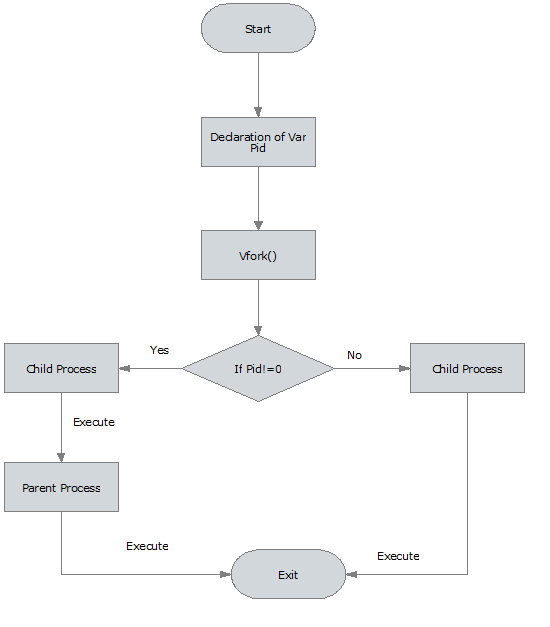 Start
Declaration of Var
Pid
Vfork()
If Pid!=0
Yes
No
Child Process
Child Process
Execute
Parent Process
Execute
Execute
Exit